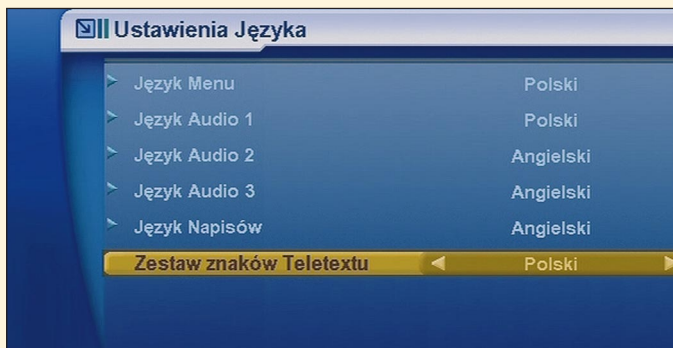 Ustawienia Języka
Język Menu Polski
Język Audio 1 Polski
Język Audio 2 Angielski
Język Audio 3 Angielski
Język Napisów Angielski
Zestaw znaków Teletextu Polski